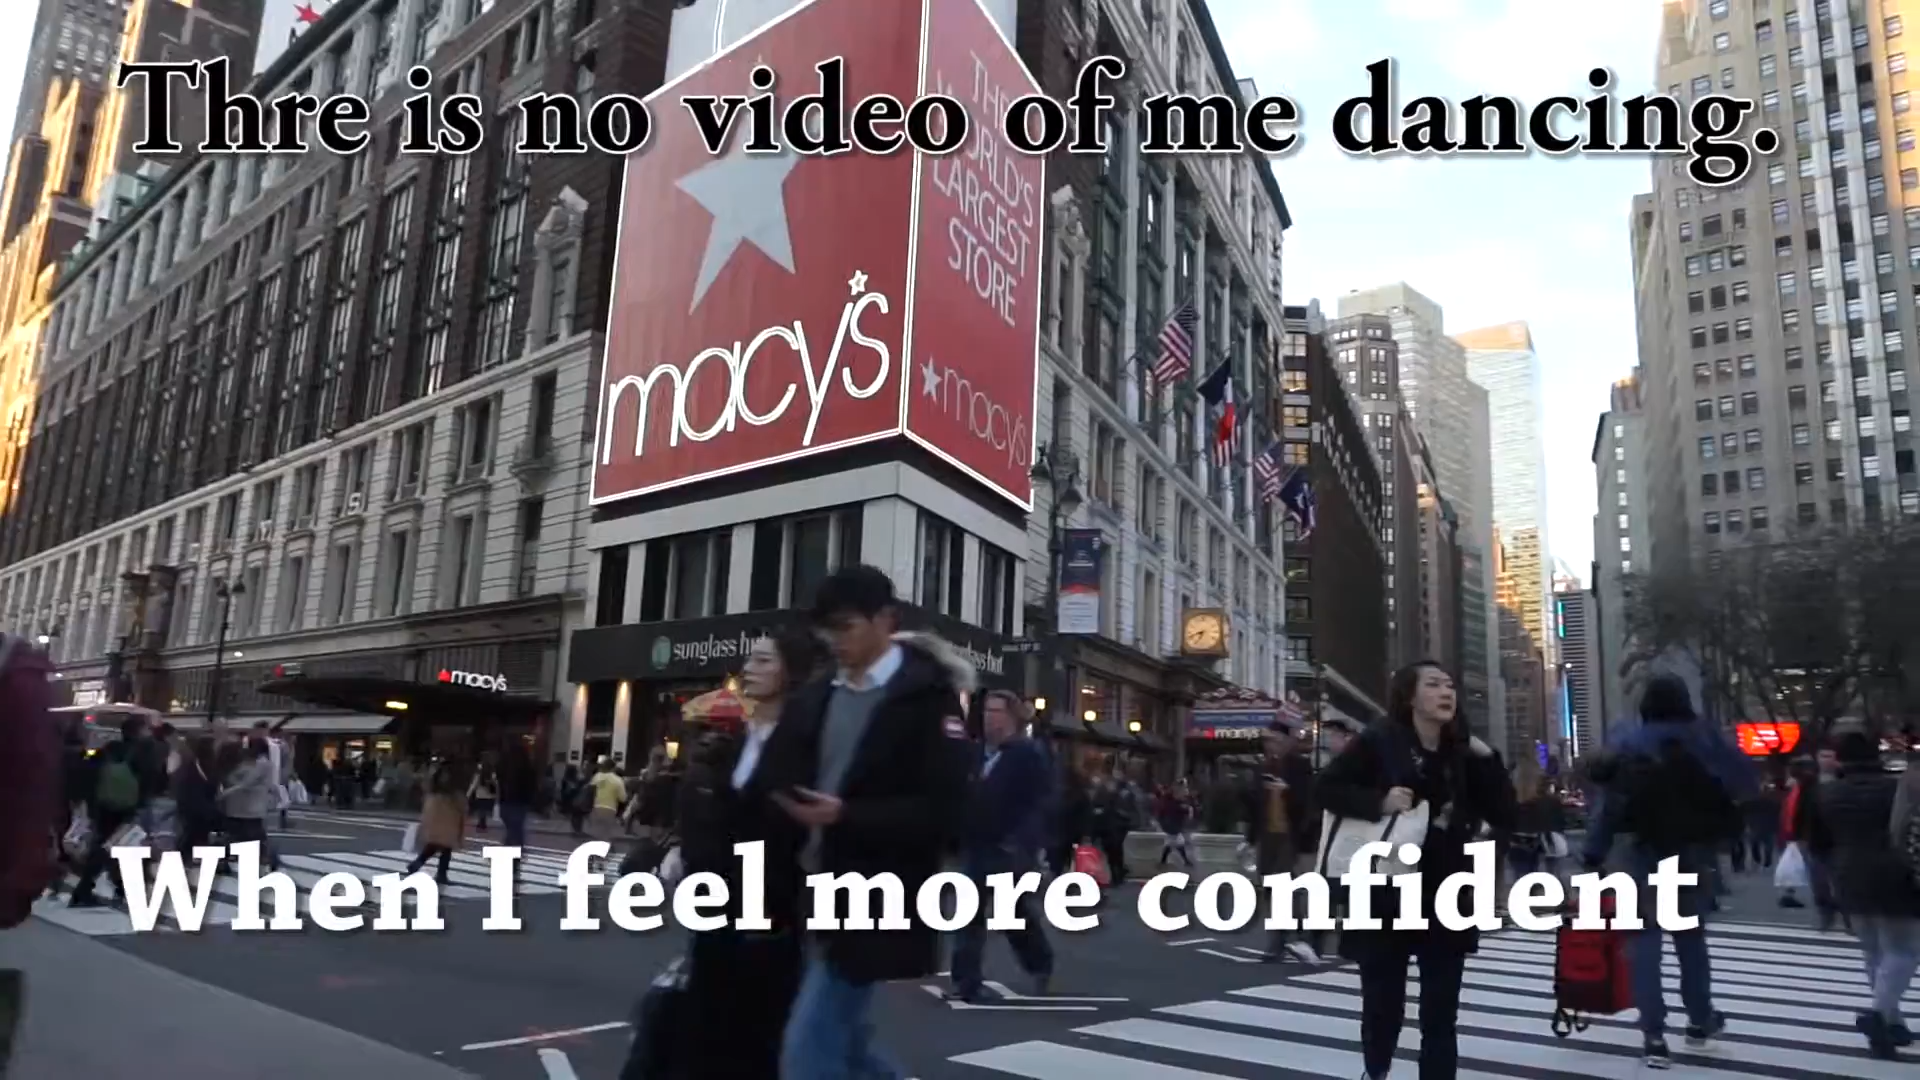 Thre is no video of me dancing.
THE
WORLD'S
LARGEST
STORE
macy's
macy's
sunglass hut
macy's
macy's
When I feel more confident